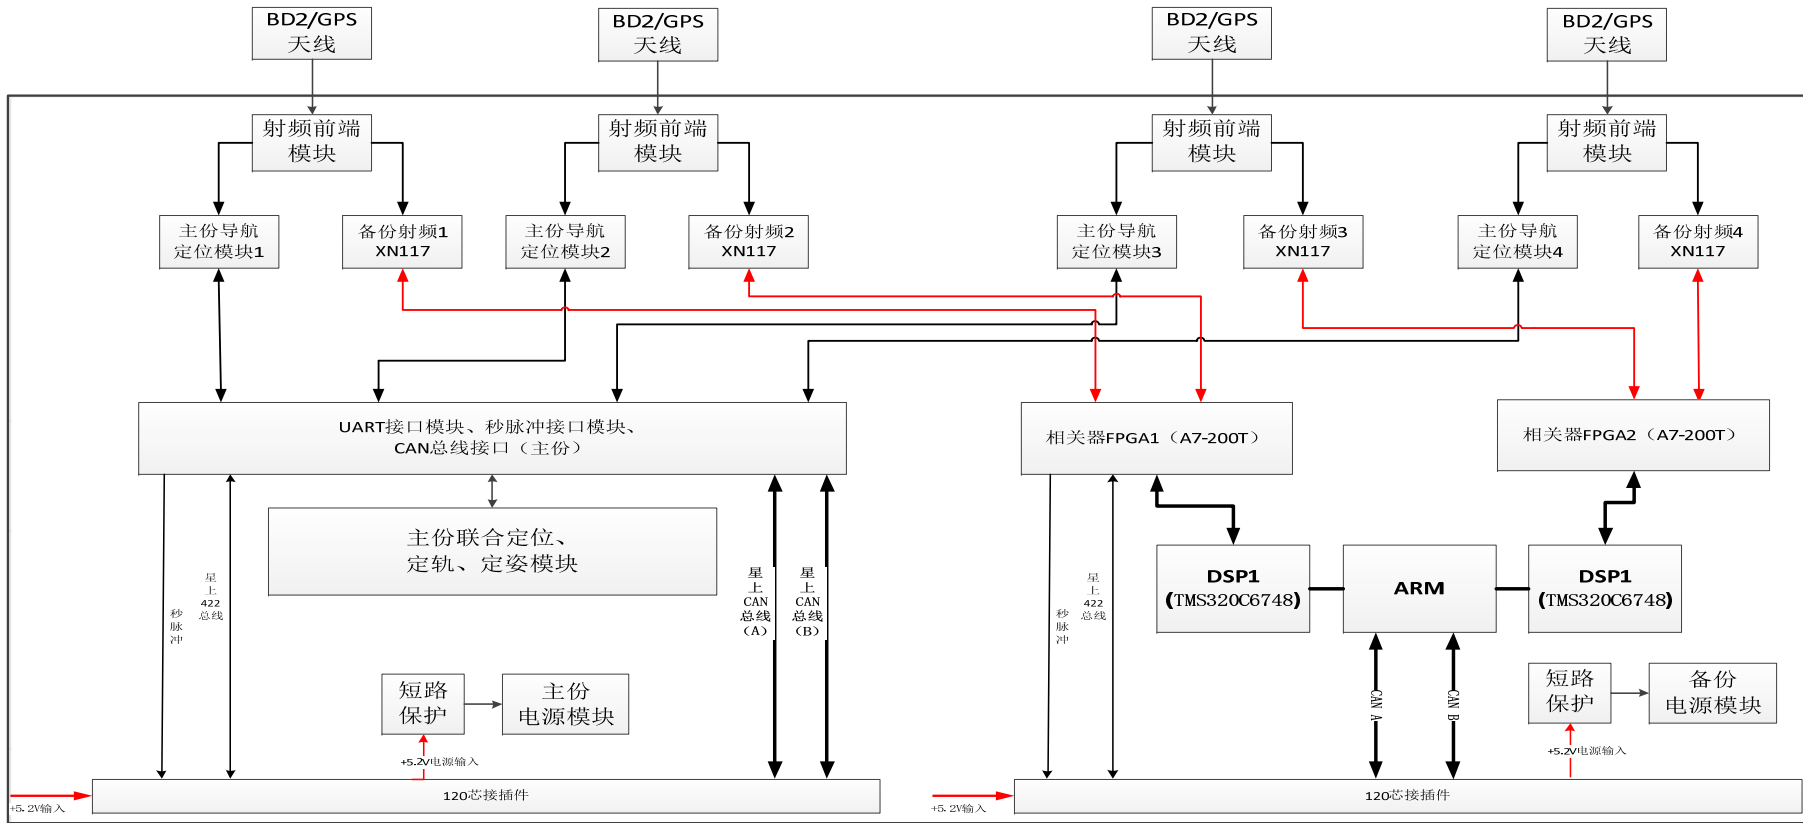 BD2/GPS
天线
BD2/GPS
天线
BD2/GPS
天线
BD2/GPS
天线
射频前端
模块
射频前端
模块
射频前端
模块
射频前端
模块
主份导航
定位模块1
备份射频1
XN117
主份导航
定位模块2
备份射频2
XN117
主份导航
定位模块3
备份射频3
XN117
主份导航
定位模块4
备份射频4
XN117
UART接口模块、秒脉冲接口模块、
CAN总线接口（主份）
相关器FPGA1（A7-200T）
相关器FPGA2（A7-200T）
主份联合定位、
定轨、定姿模块
秒
脉
冲
星
上
422
总线
星
上
CAN
总线
（A）
星
上
CAN
总线
（B）
秒
脉
冲
星
上
422
总线
DSP1
(TMS320C6748)
ARM
DSP1
(TMS320C6748)
CAN A
CAN B
短路
保护
主份
电源模块
短路
保护
备份
电源模块
+5.2V电源输入
+5.2V电源输入
+5.2V输入
120芯接插件
+5.2V输入
120芯接插件